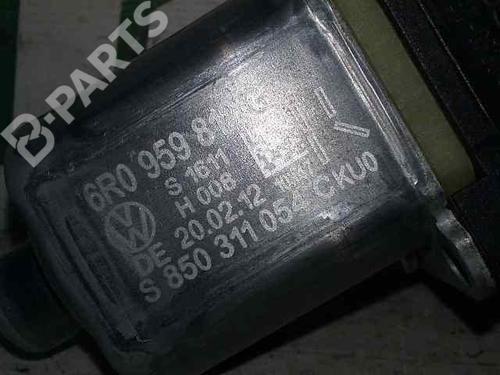 B-PARTS
6R0 959 81
S 1611
H 008
DE 20.02.12
S 850 311 054 CKU0